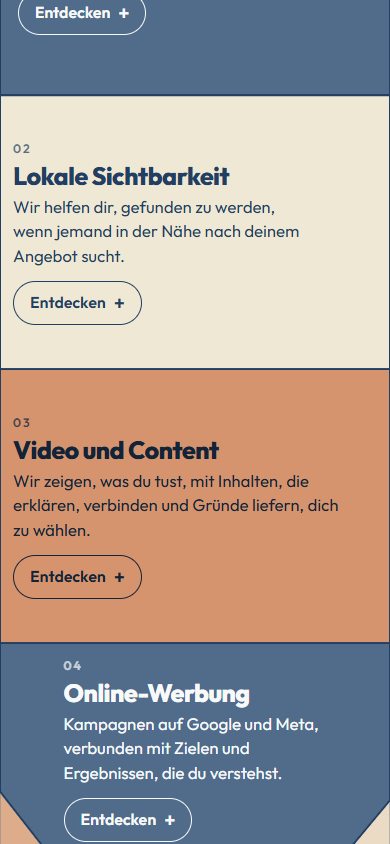 Entdecken +
02
Lokale Sichtbarkeit
Wir helfen dir, gefunden zu werden,
wenn jemand in der Nähe nach deinem
Angebot sucht.
Entdecken +
03
Video und Content
Wir zeigen, was du tust, mit Inhalten, die
erklären, verbinden und Gründe liefern, dich
zu wählen.
Entdecken +
04
Online-Werbung
Kampagnen auf Google und Meta,
verbunden mit Zielen und
Ergebnissen, die du verstehst.
Entdecken +